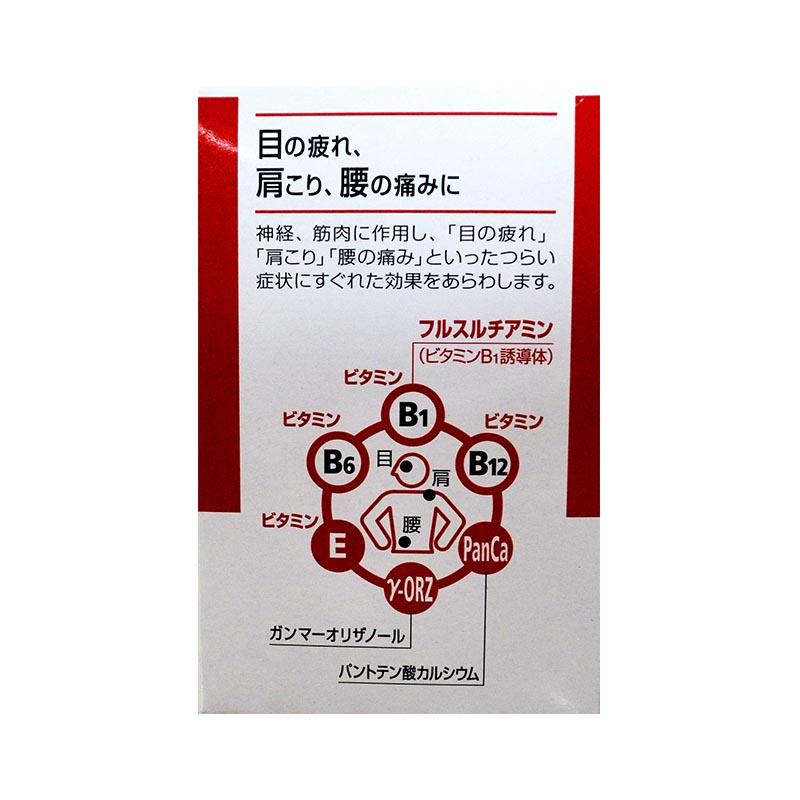 目の疲れ、
肩こり、腰の痛みに
神経、筋肉に作用し、「目の疲れ」
「肩こり」「腰の痛み」といったつらい
症状にすぐれた効果をあらわします。
フルスルチアミン
(ビタミンB1誘導体)
ビタミン
B1
ビタミン
B6
ビタミン
B12
目
肩
腰
ビタミン
E
PanCa
γ-ORZ
ガンマーオリザノール
パントテン酸カルシウム